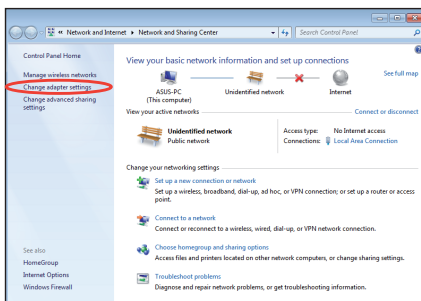 « Network and Internet ▸ Network and Sharing Center
Search Control Panel
Control Panel Home
Manage wireless networks
Change adapter settings
Change advanced sharing
settings
View your basic network information and set up connections
See full map
ASUS-PC
(This computer)
Unidentified network
Internet
View your active networks
Connect or disconnect
Unidentified network
Public network
Access type: No Internet access
Connections: Local Area Connection
Change your networking settings
Set up a new connection or network
Set up a wireless, broadband, dial-up, ad hoc, or VPN connection; or set up a router or access
point.
Connect to a network
Connect or reconnect to a wireless, wired, dial-up, or VPN network connection.
Choose homegroup and sharing options
Access files and printers located on other network computers, or change sharing settings.
Troubleshoot problems
Diagnose and repair network problems, or get troubleshooting information.
See also
HomeGroup
Internet Options
Windows Firewall